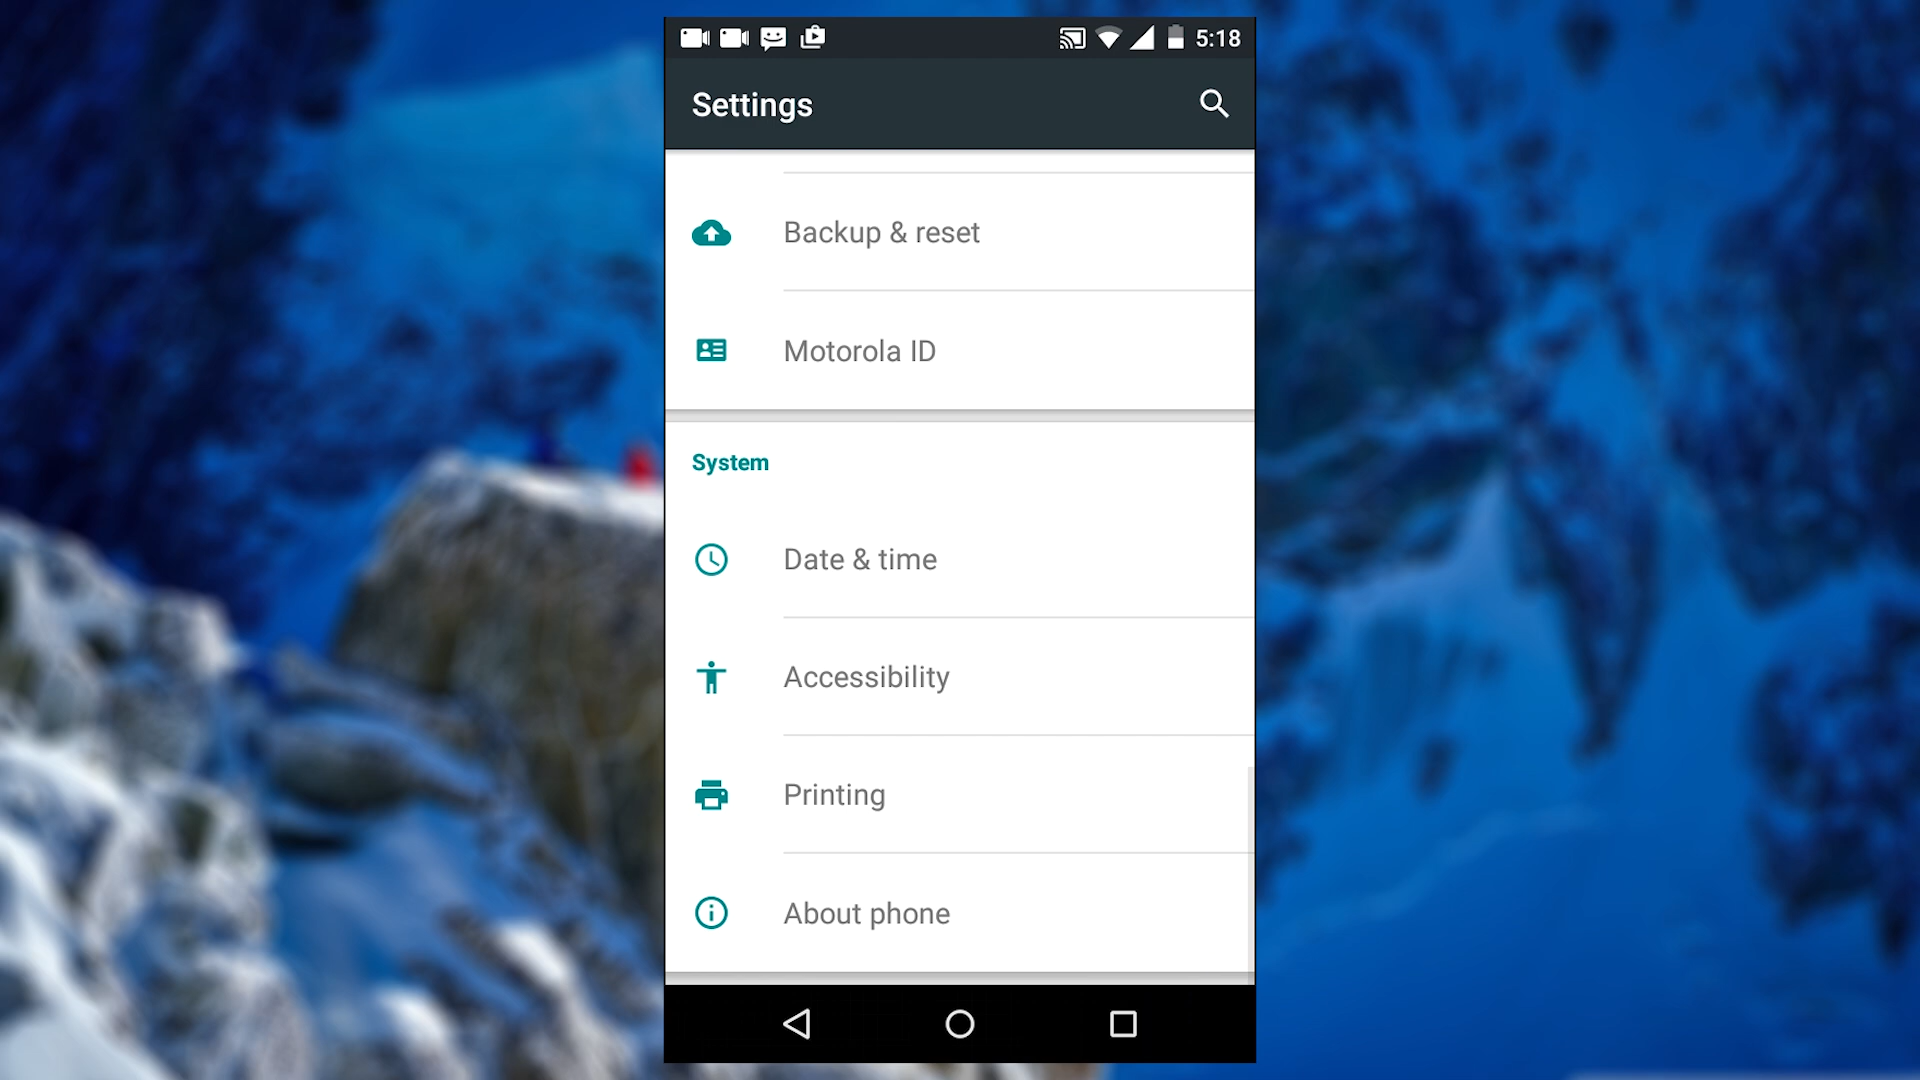 5:18
Settings
Backup & reset
Motorola ID
System
Date & time
Accessibility
Printing
About phone